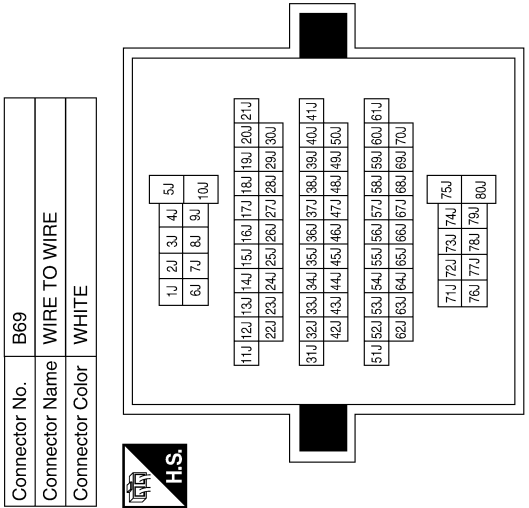 Connector No. B69
Connector Name WIRE TO WIRE
Connector Color WHITE
H.S.
1J 2J 3J 4J 5J
6J 7J 8J 9J 10J
11J 12J 13J 14J 15J 16J 17J 18J 19J 20J 21J
22J 23J 24J 25J 26J 27J 28J 29J 30J
31J 32J 33J 34J 35J 36J 37J 38J 39J 40J 41J
42J 43J 44J 45J 46J 47J 48J 49J 50J
51J 52J 53J 54J 55J 56J 57J 58J 59J 60J 61J
62J 63J 64J 65J 66J 67J 68J 69J 70J
71J 72J 73J 74J 75J
76J 77J 78J 79J 80J